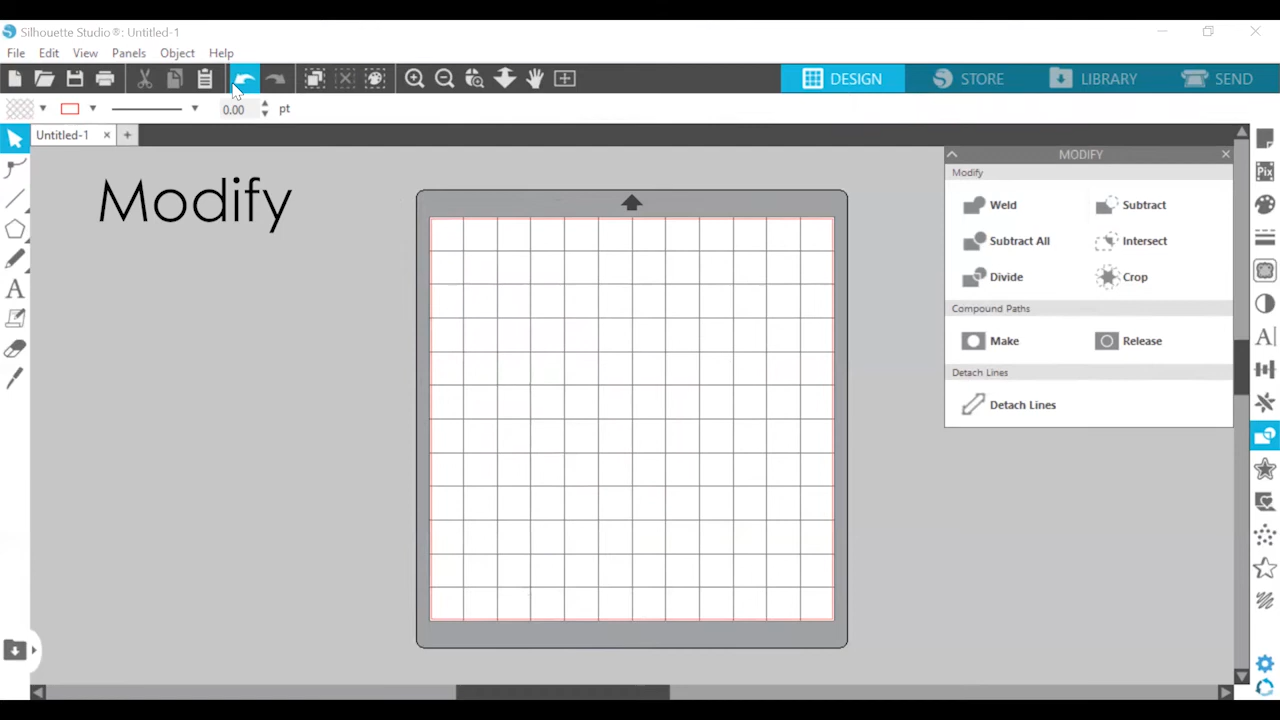 Silhouette Studio®: Untitled-1
File Edit View Panels Object Help
DESIGN STORE LIBRARY SEND
0.00 pt
Untitled-1 × +
Modify
MODIFY
Modify
Weld Subtract
Subtract All Intersect
Divide Crop
Compound Paths
Make Release
Detach Lines
Detach Lines
Pix